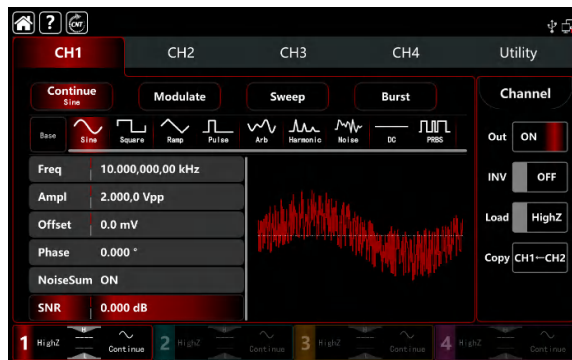 ? CNT
CH1 CH2 CH3 CH4 Utility
Continue Modulate Sweep Burst Channel
Sine
Base Sine Square Ramp Pulse Arb Harmonic Noise DC PRBS
Out ON
Freq 10.000,000,00 kHz
INV OFF
Ampl 2.000,0 Vpp
Load HighZ
Offset 0.0 mV
Phase 0.000 °
Copy CH1←CH2
NoiseSum ON
SNR 0.000 dB
1 HighZ Continue 2 HighZ Continue 3 HighZ Continue 4 HighZ Continue